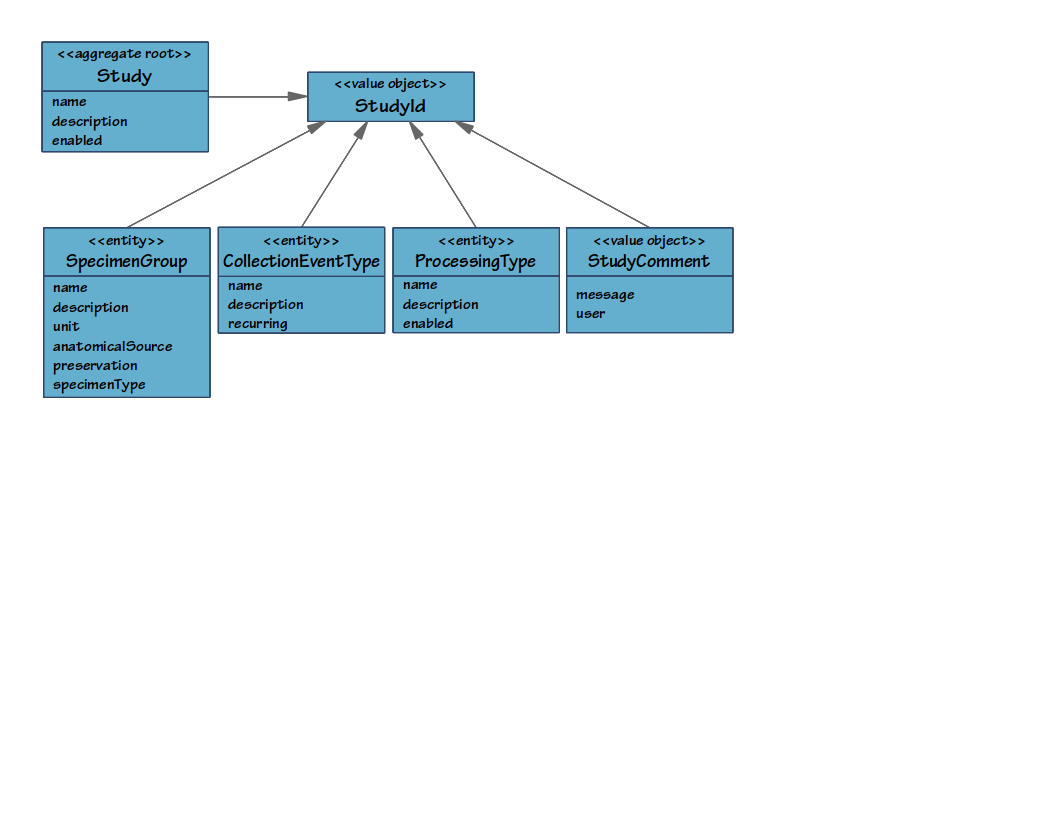 <<aggregate root>>
Study
name
description
enabled
<<value object>>
StudyId
<<entity>>
SpecimenGroup
name
description
unit
anatomicalSource
preservation
specimenType
<<entity>>
CollectionEventType
name
description
recurring
<<entity>>
ProcessingType
name
description
enabled
<<value object>>
StudyComment
message
user